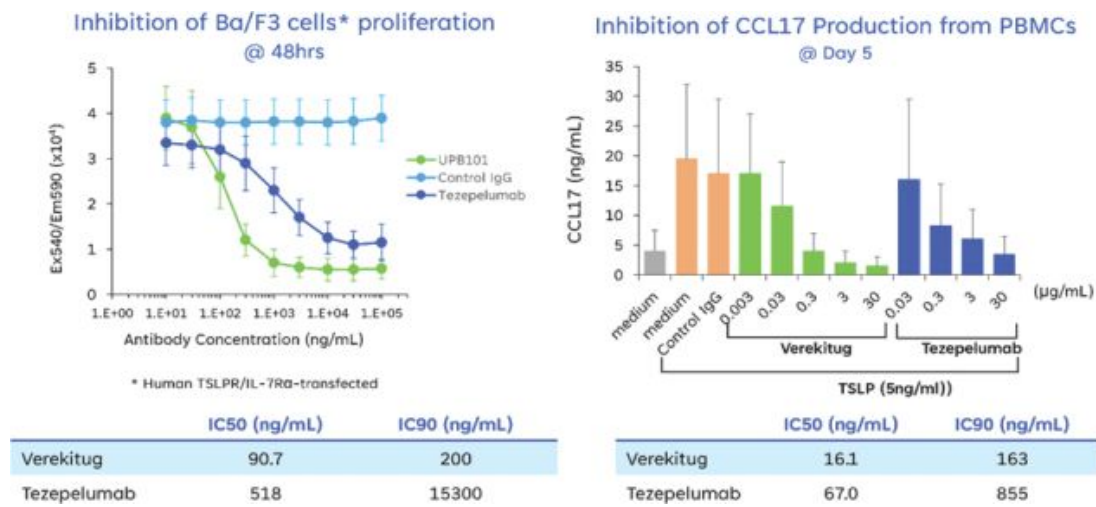 Inhibition of Ba/F3 cells* proliferation
@ 48hrs
Ex540/Em590 (x10⁴)
5
4
3
2
1
0
1.E+00 1.E+01 1.E+02 1.E+03 1.E+04 1.E+05
Antibody Concentration (ng/mL)
UPB101
Control IgG
Tezepelumab
* Human TSLPR/IL-7Rα-transfected
IC50 (ng/mL) IC90 (ng/mL)
Verekitug 90.7 200
Tezepelumab 518 15300
Inhibition of CCL17 Production from PBMCs
@ Day 5
CCL17 (ng/mL)
35
30
25
20
15
10
5
0
medium medium Control IgG 0.003 0.03 0.3 3 30 0.03 0.3 3 30 (µg/mL)
Verekitug Tezepelumab
TSLP (5ng/ml))
IC50 (ng/mL) IC90 (ng/mL)
Verekitug 16.1 163
Tezepelumab 67.0 855